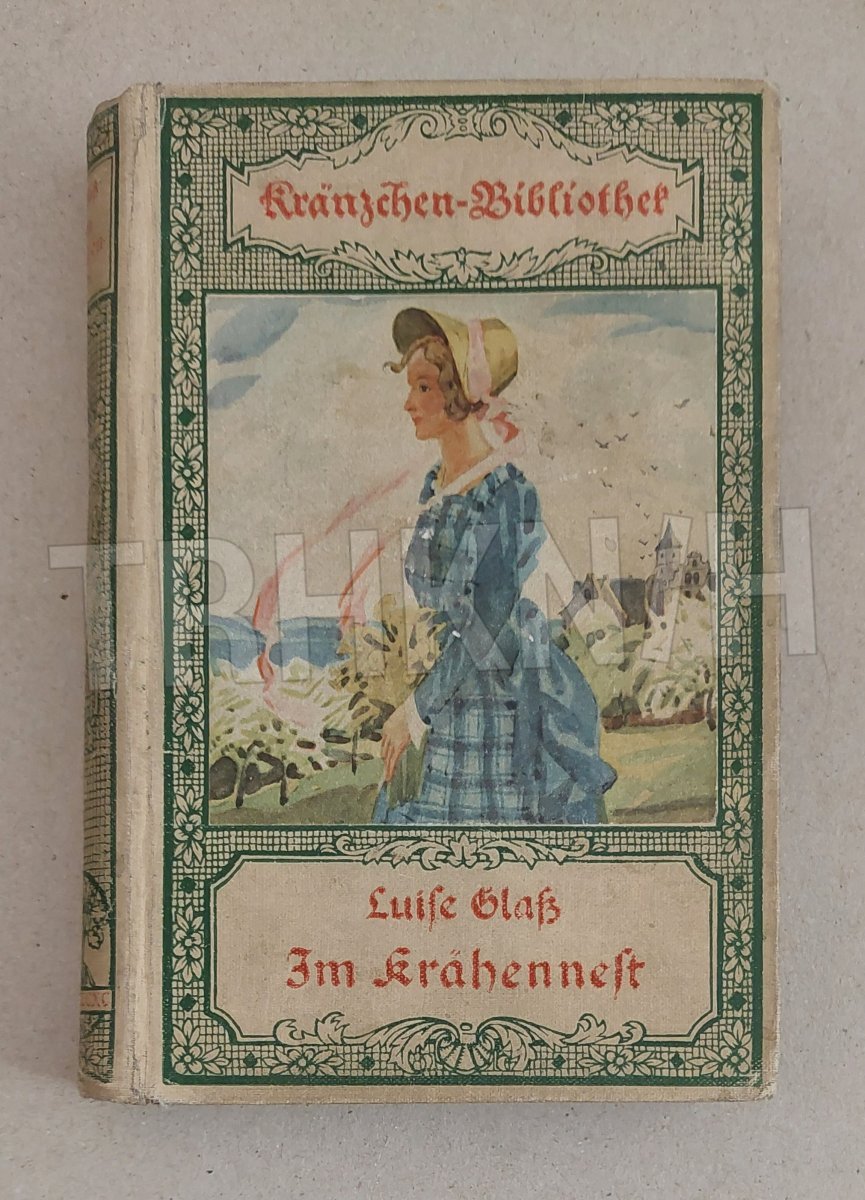 Kränzchen-Bibliothek
Luise Glaß
Im Krähennest